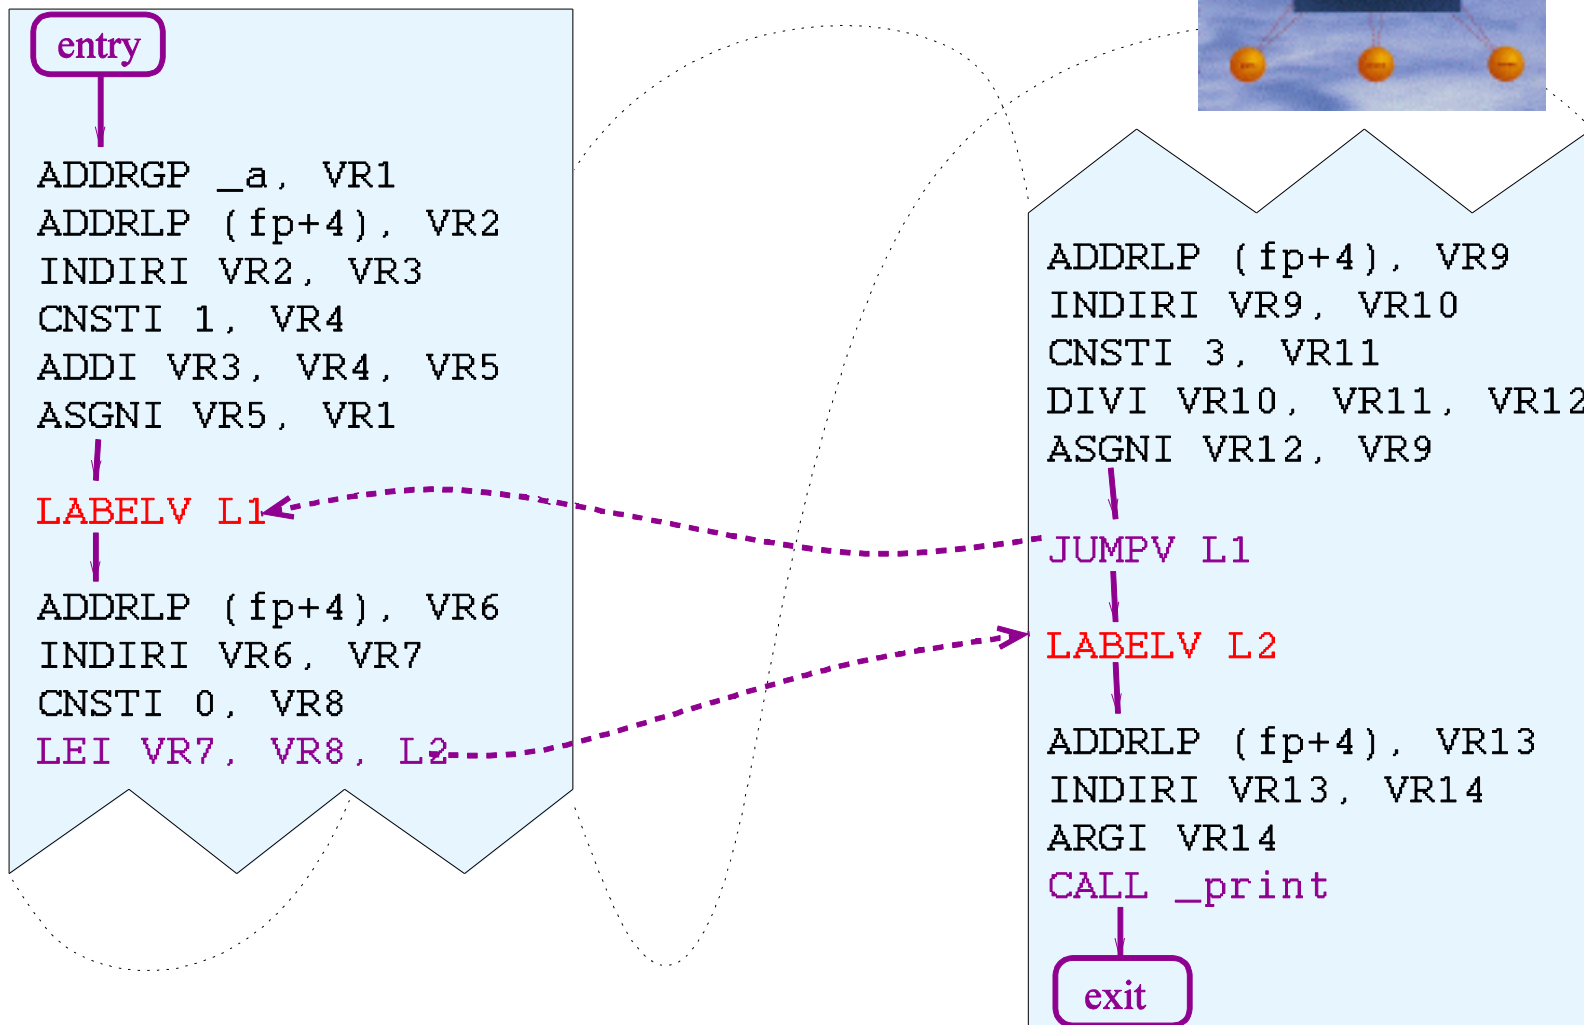 entry
ADDRGP _a, VR1
ADDRLP (fp+4), VR2
INDIRI VR2, VR3
CNSTI 1, VR4
ADDI VR3, VR4, VR5
ASGNI VR5, VR1
LABELV L1
ADDRLP (fp+4), VR6
INDIRI VR6, VR7
CNSTI 0, VR8
LEI VR7, VR8, L2
ADDRLP (fp+4), VR9
INDIRI VR9, VR10
CNSTI 3, VR11
DIVI VR10, VR11, VR12
ASGNI VR12, VR9
JUMPV L1
LABELV L2
ADDRLP (fp+4), VR13
INDIRI VR13, VR14
ARGI VR14
CALL _print
exit